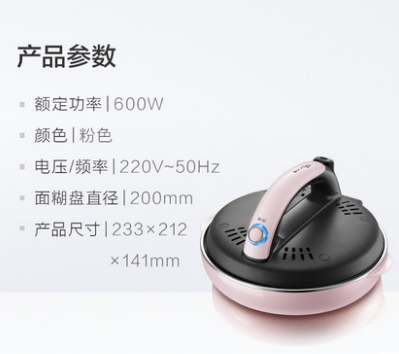 产品参数
额定功率|600W
颜色|粉色
电压/频率|220V~50Hz
面糊盘直径|200mm
产品尺寸|233×212
×141mm